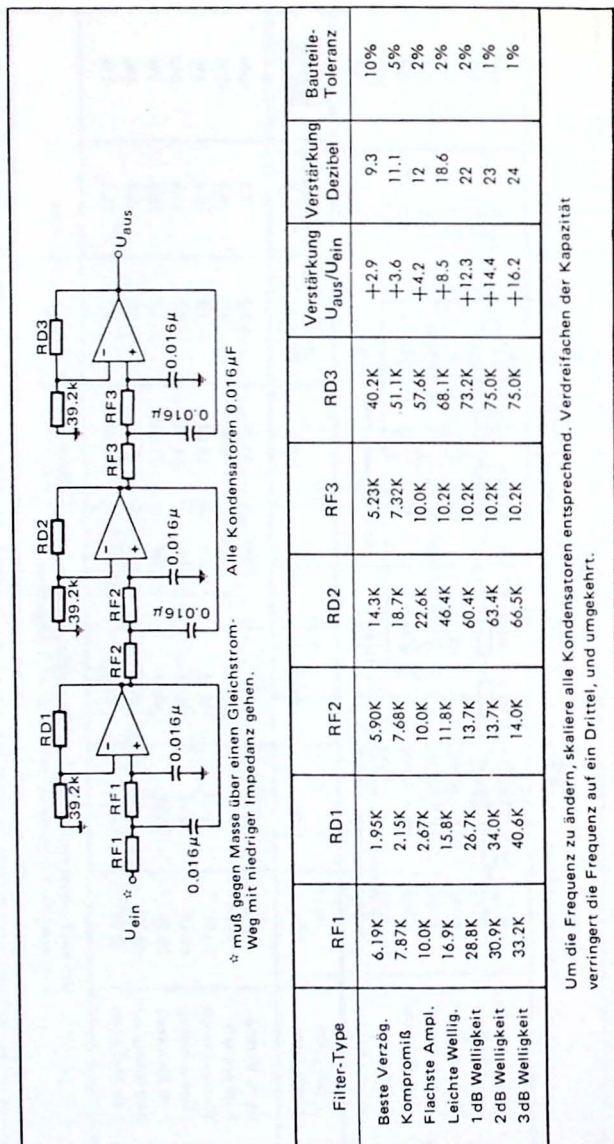 RD1
RD2
RD3
39.2k
39.2k
39.2k
Uein ☆
RF1
RF1
RF2
RF2
RF3
RF3
Uaus
0.016µ
0.016µ
0.016µ
0.016µ
0.016µ
0.016µ
☆ muß gegen Masse über einen Gleichstrom-
Weg mit niedriger Impedanz gehen.
Alle Kondensatoren 0.016µF
Filter-Type RF1 RD1 RF2 RD2 RF3 RD3 Verstärkung Uaus/Uein Verstärkung Dezibel Bauteile-Toleranz
Beste Verzög. 6.19K 1.95K 5.90K 14.3K 5.23K 40.2K +2.9 9.3 10%
Kompromiß 7.87K 2.15K 7.68K 18.7K 7.32K 51.1K +3.6 11.1 5%
Flachste Ampl. 10.0K 2.67K 10.0K 22.6K 10.0K 57.6K +4.2 12 2%
Leichte Wellig. 16.9K 15.8K 11.8K 46.4K 10.2K 68.1K +8.5 18.6 2%
1dB Welligkeit 28.8K 26.7K 13.7K 60.4K 10.2K 73.2K +12.3 22 2%
2dB Welligkeit 30.9K 34.0K 13.7K 63.4K 10.2K 75.0K +14.4 23 1%
3dB Welligkeit 33.2K 40.6K 14.0K 66.5K 10.2K 75.0K +16.2 24 1%
Um die Frequenz zu ändern, skaliere alle Kondensatoren entsprechend. Verdreifachen der Kapazität
verringert die Frequenz auf ein Drittel, und umgekehrt.